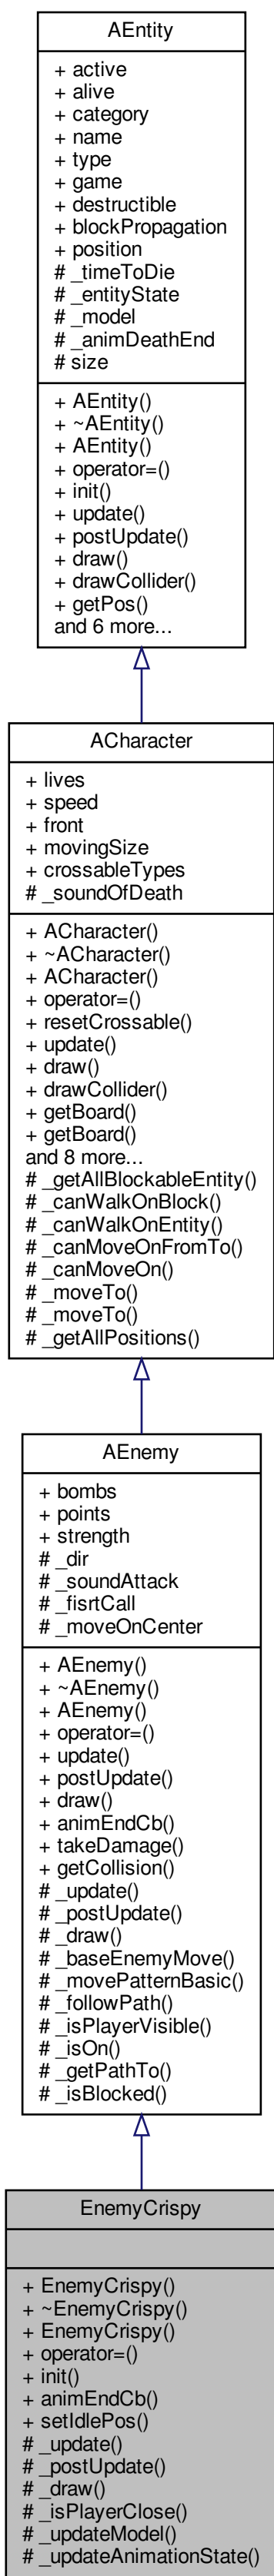 AEntity
+ active
+ alive
+ category
+ name
+ type
+ game
+ destructible
+ blockPropagation
+ position
# _timeToDie
# _entityState
# _model
# _animDeathEnd
# size
+ AEntity()
+ ~AEntity()
+ AEntity()
+ operator=()
+ init()
+ update()
+ postUpdate()
+ draw()
+ drawCollider()
+ getPos()
and 6 more...
ACharacter
+ lives
+ speed
+ front
+ movingSize
+ crossableTypes
# _soundOfDeath
+ ACharacter()
+ ~ACharacter()
+ ACharacter()
+ operator=()
+ resetCrossable()
+ update()
+ draw()
+ drawCollider()
+ getBoard()
+ getBoard()
and 8 more...
# _getAllBlockableEntity()
# _canWalkOnBlock()
# _canWalkOnEntity()
# _canMoveOnFromTo()
# _canMoveOn()
# _moveTo()
# _moveTo()
# _getAllPositions()
AEnemy
+ bombs
+ points
+ strength
# _dir
# _soundAttack
# _fisrtCall
# _moveOnCenter
+ AEnemy()
+ ~AEnemy()
+ AEnemy()
+ operator=()
+ update()
+ postUpdate()
+ draw()
+ animEndCb()
+ takeDamage()
+ getCollision()
# _update()
# _postUpdate()
# _draw()
# _baseEnemyMove()
# _movePatternBasic()
# _followPath()
# _isPlayerVisible()
# _isOn()
# _getPathTo()
# _isBlocked()
EnemyCrispy
+ EnemyCrispy()
+ ~EnemyCrispy()
+ EnemyCrispy()
+ operator=()
+ init()
+ animEndCb()
+ setIdlePos()
# _update()
# _postUpdate()
# _draw()
# _isPlayerClose()
# _updateModel()
# _updateAnimationState()